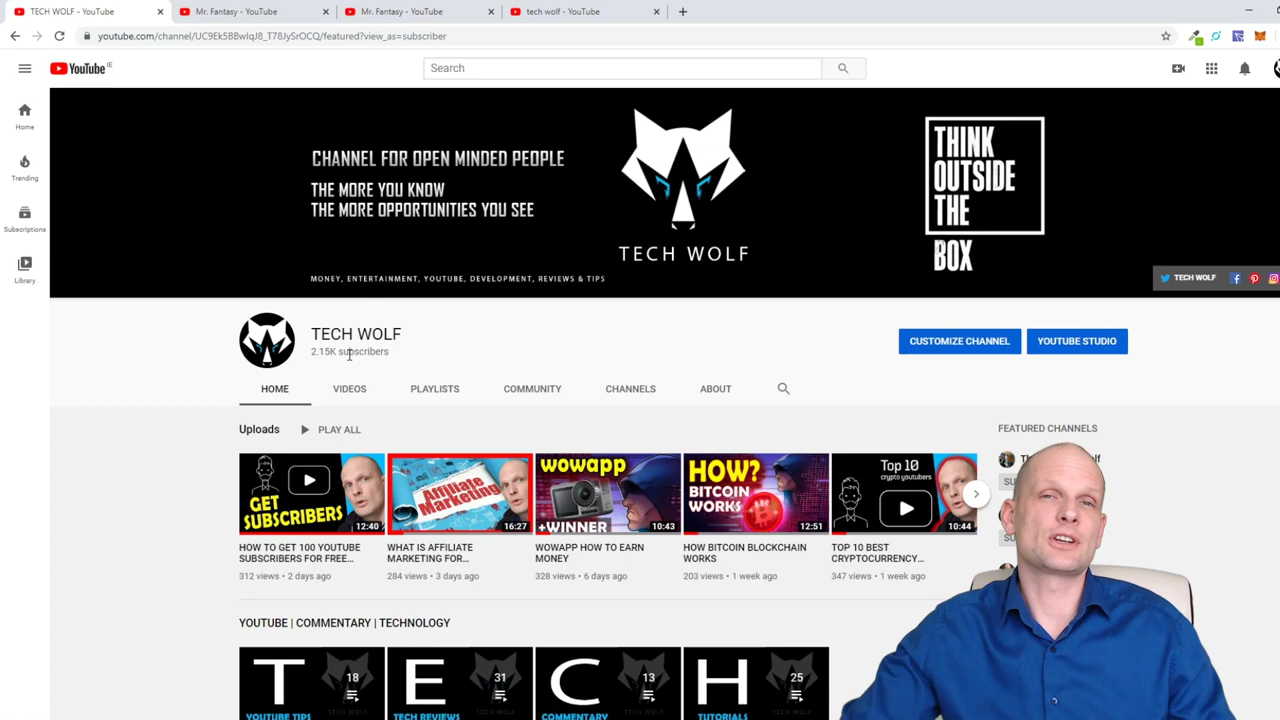 TECH WOLF - YouTube
Mr. Fantasy - YouTube
Mr. Fantasy - YouTube
tech wolf - YouTube
youtube.com/channel/UC9Ek5BBwIqJ8_T78JySrOCQ/featured?view_as=subscriber
YouTube IE
Search
Home
Trending
Subscriptions
Library
CHANNEL FOR OPEN MINDED PEOPLE
THE MORE YOU KNOW
THE MORE OPPORTUNITIES YOU SEE
MONEY, ENTERTAINMENT, YOUTUBE, DEVELOPMENT, REVIEWS & TIPS
TECH WOLF
THINK
OUTSIDE
THE
BOX
TECH WOLF
TECH WOLF
2.15K subscribers
CUSTOMIZE CHANNEL
YOUTUBE STUDIO
HOME
VIDEOS
PLAYLISTS
COMMUNITY
CHANNELS
ABOUT
Uploads
PLAY ALL
FEATURED CHANNELS
GET
SUBSCRIBERS
12:40
HOW TO GET 100 YOUTUBE
SUBSCRIBERS FOR FREE...
312 views • 2 days ago
Affiliate
Marketing
16:27
WHAT IS AFFILIATE
MARKETING FOR...
284 views • 3 days ago
wowapp
+WINNER
10:43
WOWAPP HOW TO EARN
MONEY
328 views • 6 days ago
HOW?
BITCOIN
WORKS
12:51
HOW BITCOIN BLOCKCHAIN
WORKS
203 views • 1 week ago
Top 10
crypto youtubers
10:44
TOP 10 BEST
CRYPTOCURRENCY...
347 views • 1 week ago
YOUTUBE | COMMENTARY | TECHNOLOGY
T
18
YOUTUBE TIPS
E
31
TECH REVIEWS
C
13
COMMENTARY
H
25
TUTORIALS